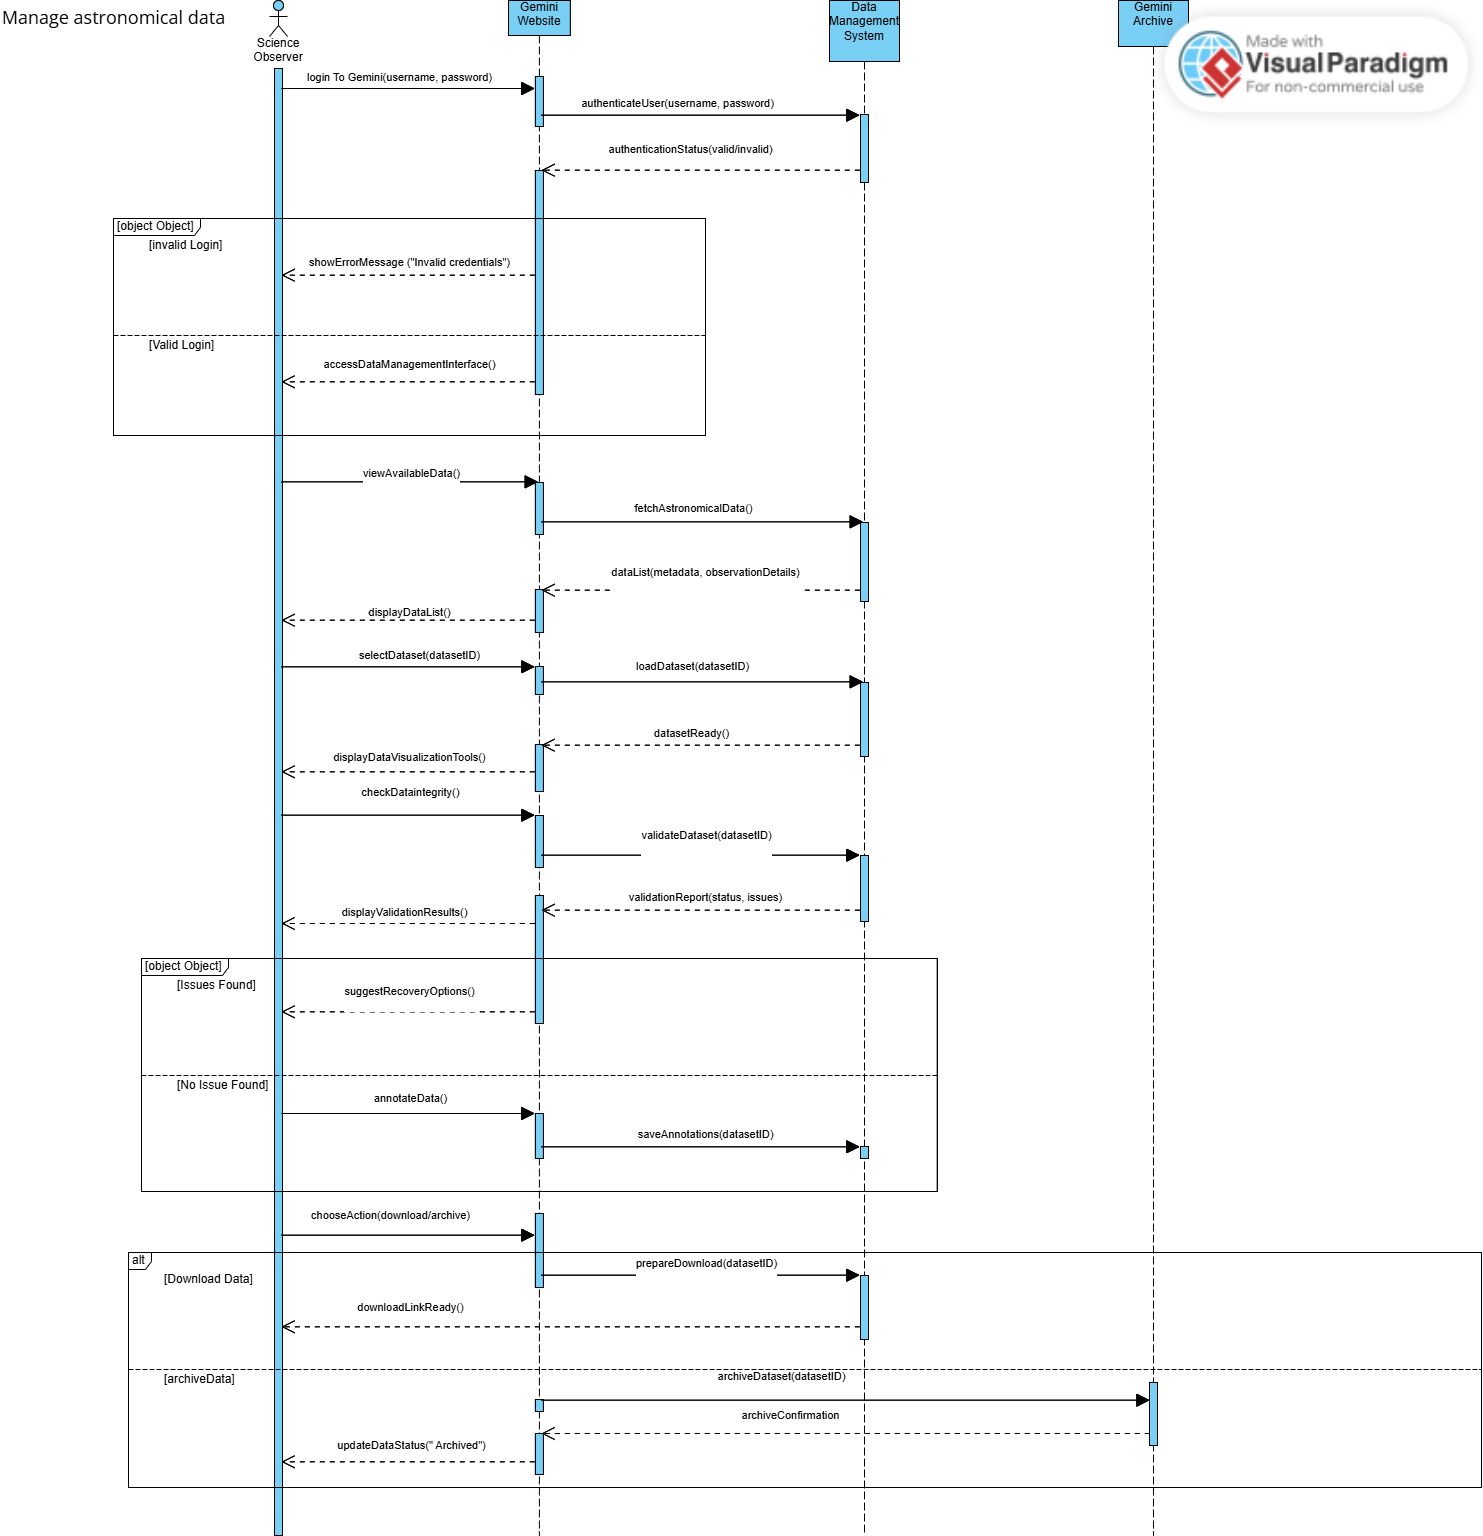 Manage astronomical data
Science
Observer
Gemini
Website
Data
Management
System
Gemini
Archive
Made with
Visual Paradigm
For non-commercial use
login To Gemini(username, password)
authenticateUser(username, password)
authenticationStatus(valid/invalid)
[object Object]
[invalid Login]
showErrorMessage ("Invalid credentials")
[Valid Login]
accessDataManagementInterface()
viewAvailableData()
fetchAstronomicalData()
dataList(metadata, observationDetails)
displayDataList()
selectDataset(datasetID)
loadDataset(datasetID)
datasetReady()
displayDataVisualizationTools()
checkDataintegrity()
validateDataset(datasetID)
validationReport(status, issues)
displayValidationResults()
[object Object]
[Issues Found]
suggestRecoveryOptions()
[No Issue Found]
annotateData()
saveAnnotations(datasetID)
chooseAction(download/archive)
alt
prepareDownload(datasetID)
[Download Data]
downloadLinkReady()
archiveDataset(datasetID)
[archiveData]
archiveConfirmation
updateDataStatus(" Archived")